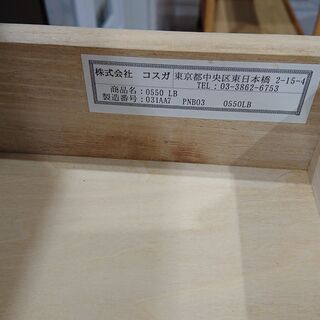 株式会社 コスガ 東京都中央区東日本橋 2-15-4
TEL:03-3862-6753
商品名:0550 LB
製造番号:031AA7 PNB03 0550LB